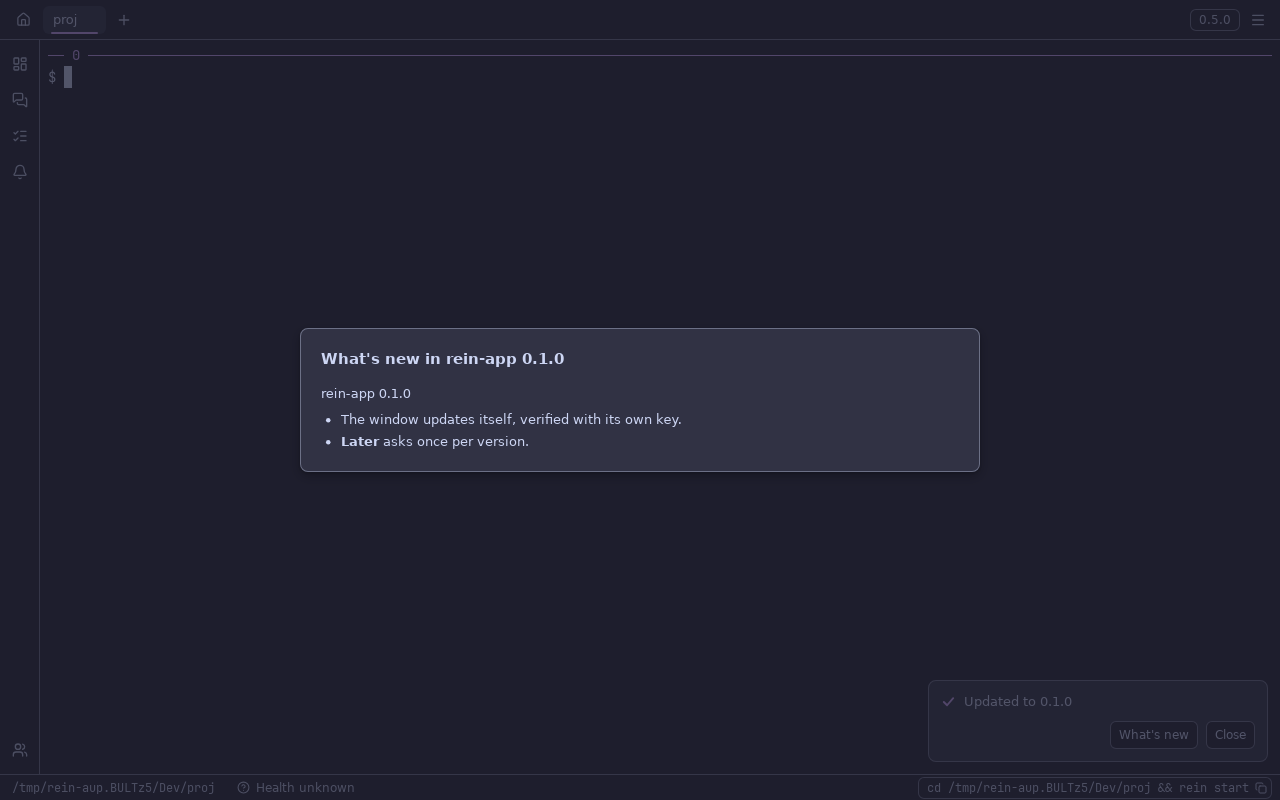 proj
0.5.0
0
$
What's new in rein-app 0.1.0
rein-app 0.1.0
• The window updates itself, verified with its own key.
• Later asks once per version.
Updated to 0.1.0
What's new Close
/tmp/rein-aup.BULTz5/Dev/proj Health unknown cd /tmp/rein-aup.BULTz5/Dev/proj && rein start